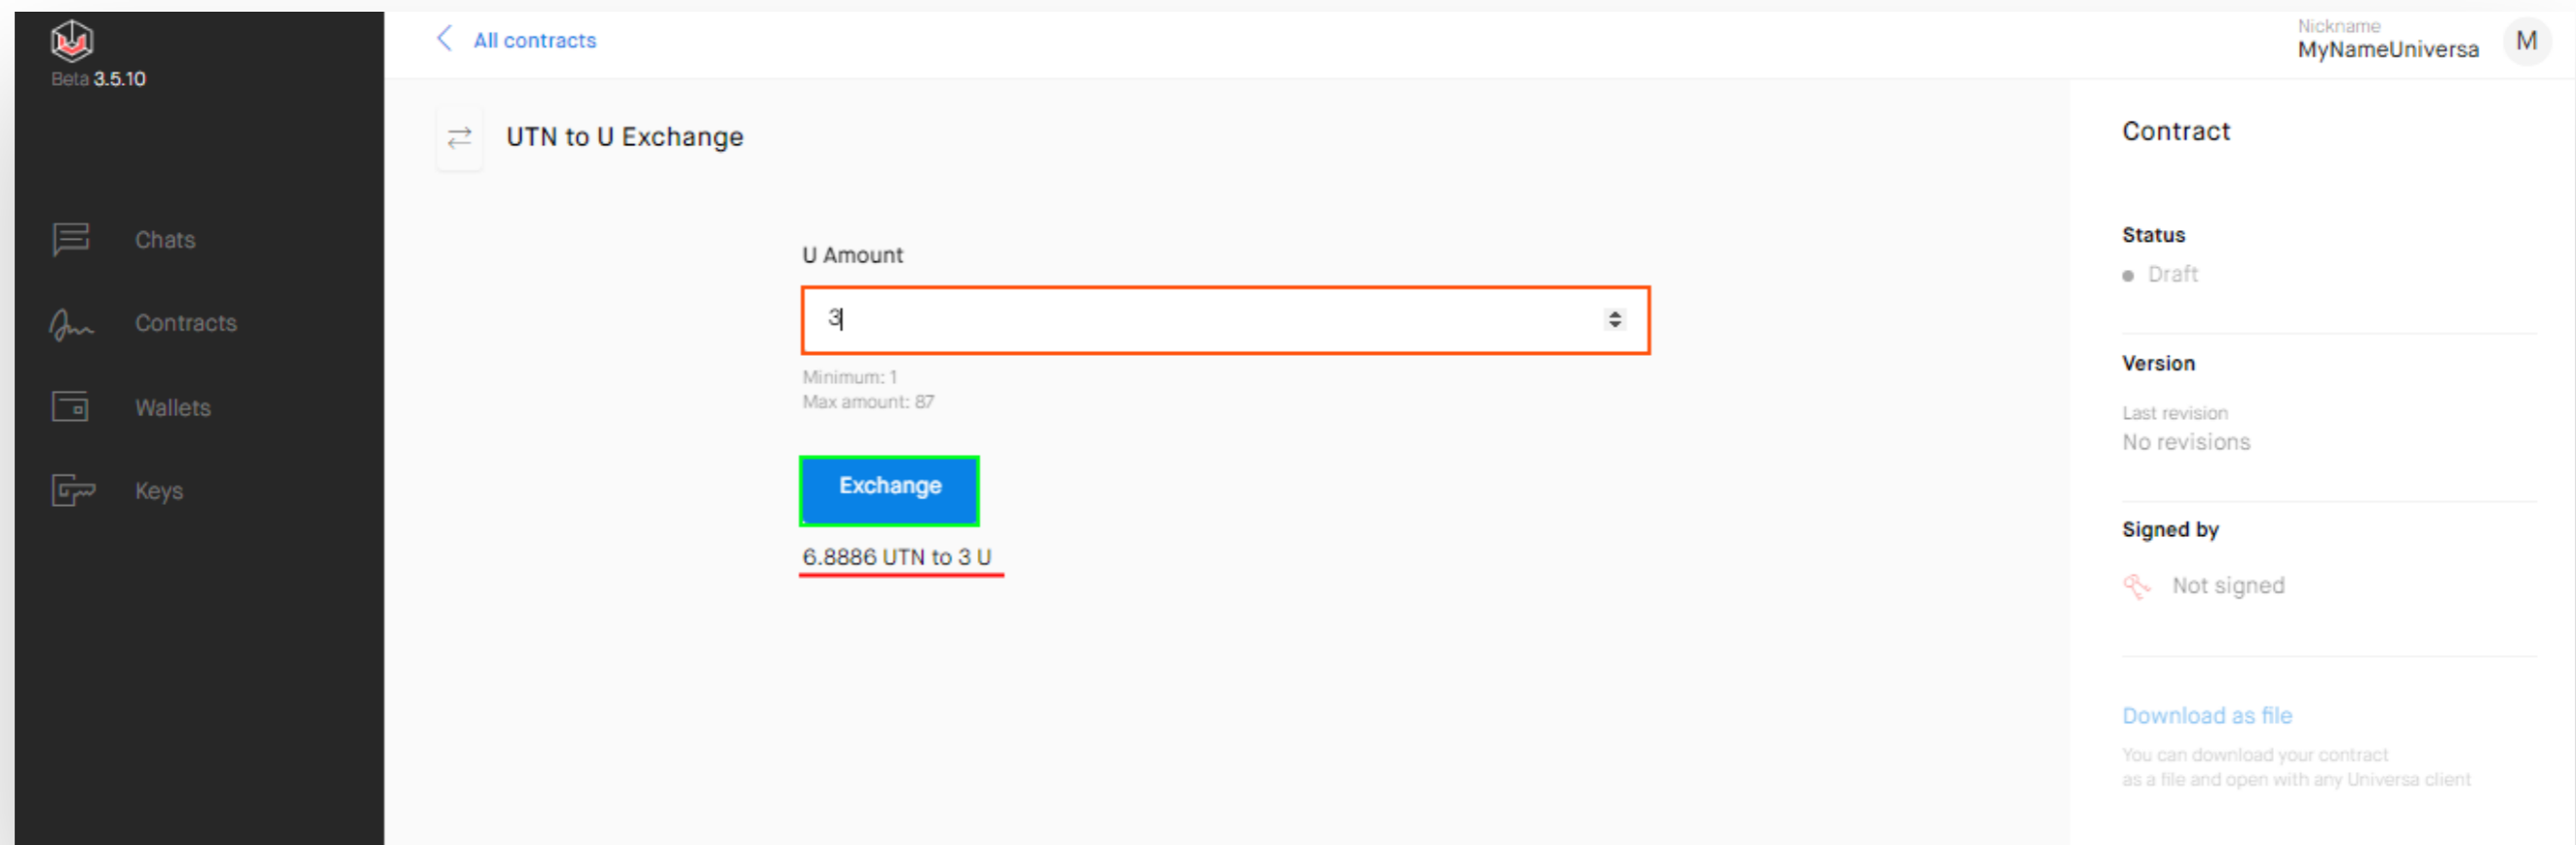 Beta 3.5.10
All contracts
Nickname
MyNameUniversa
M
Chats
Contracts
Wallets
Keys
UTN to U Exchange
U Amount
3
Minimum: 1
Max amount: 87
Exchange
6.8886 UTN to 3 U
Contract
Status
Draft
Version
Last revision
No revisions
Signed by
Not signed
Download as file
You can download your contract
as a file and open with any Universa client